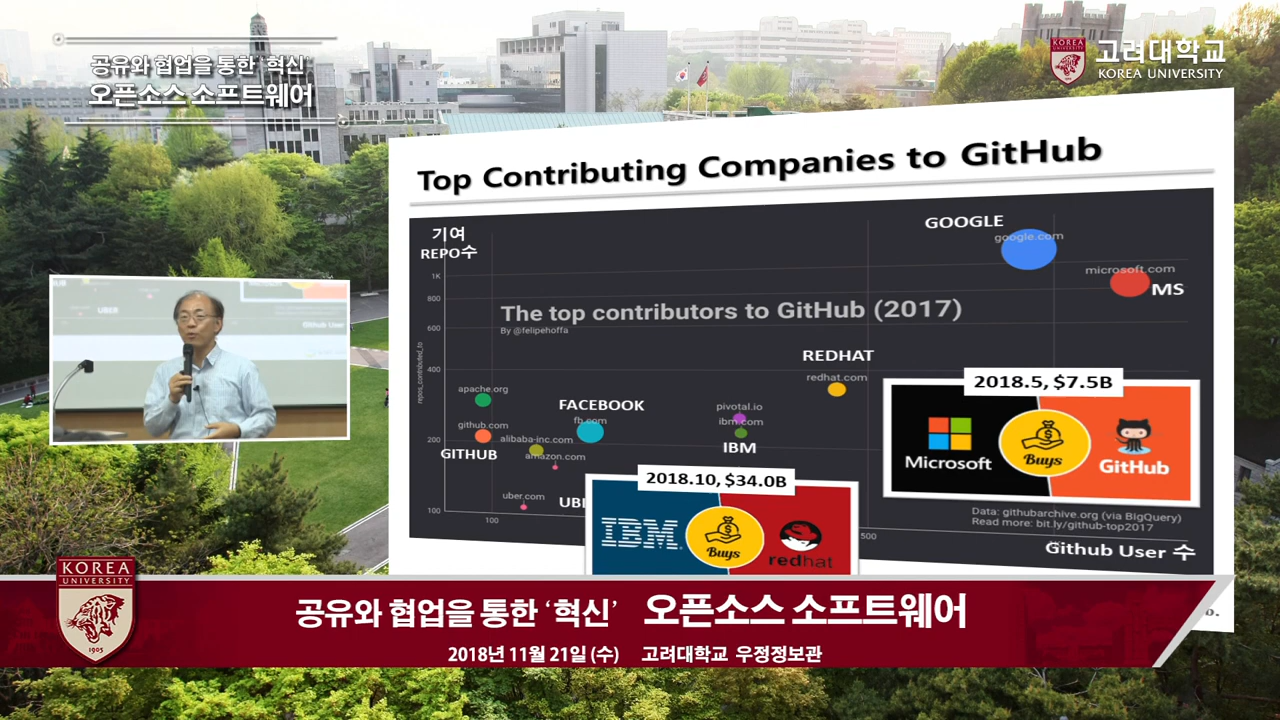 공유와 협업을 통한 '혁신'
오픈소스 소프트웨어
KOREA
UNIVERSITY
고려대학교
KOREA UNIVERSITY
Top Contributing Companies to GitHub
기여
REPO수
GOOGLE
google.com
microsoft.com
MS
1K
800
600
400
200
100
repos_contributed_to
The top contributors to GitHub (2017)
By @felipehoffa
REDHAT
redhat.com
apache.org
FACEBOOK
fb.com
pivotal.io
ibm.com
IBM
github.com
GITHUB
alibaba-inc.com
amazon.com
uber.com
UBE
100
500
2018.5, $7.5B
Microsoft
Buys
GitHub
2018.10, $34.0B
IBM
Buys
redhat
Data: githubarchive.org (via BigQuery)
Read more: bit.ly/github-top2017
Github User 수
UBER
Github User
KOREA
UNIVERSITY
1905
공유와 협업을 통한 '혁신' 오픈소스 소프트웨어
2018년 11월 21일 (수) 고려대학교 우정정보관